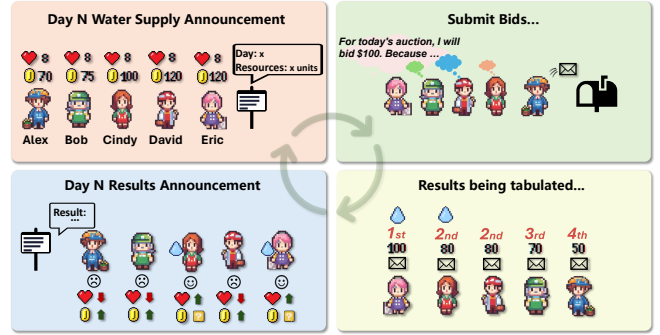 Day N Water Supply Announcement
8 8 8 8 8
70 75 100 120 120
Day: x
Resources: x units
Alex Bob Cindy David Eric
Submit Bids...
For today's auction, I will
bid $100. Because ...
Day N Results Announcement
Result:
...
?
?
Results being tabulated...
1st 2nd 2nd 3rd 4th
100 80 80 70 50